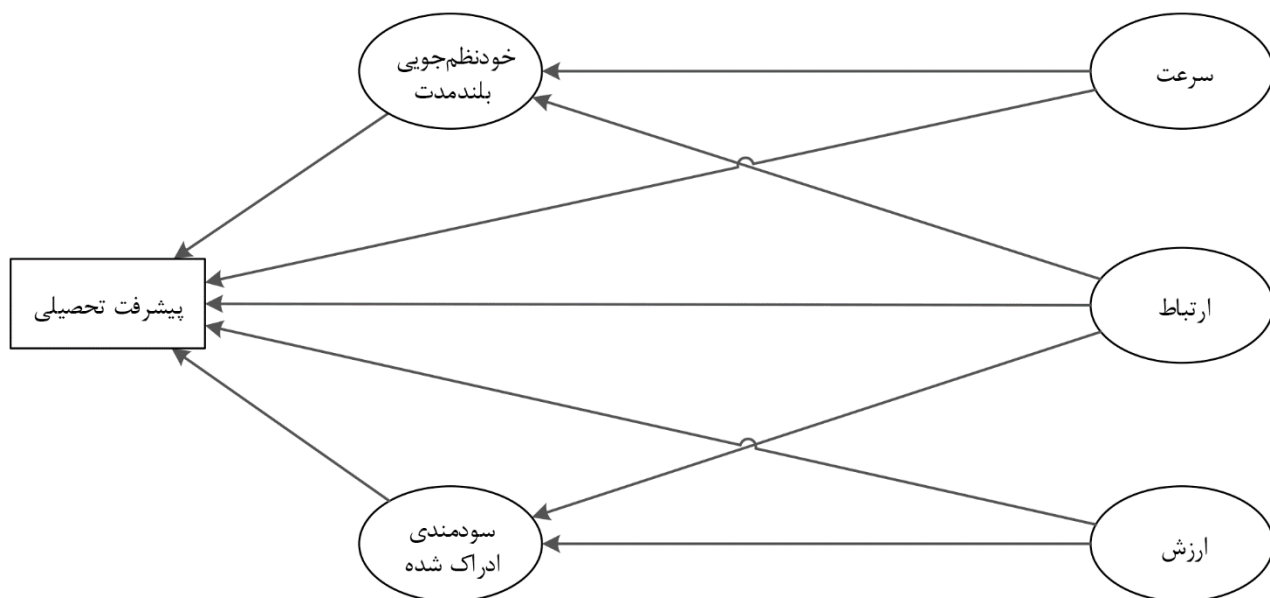 سرعت
خودنظم‌جویی
بلندمدت
ارتباط
پیشرفت تحصیلی
ارزش
سودمندی
ادراک شده